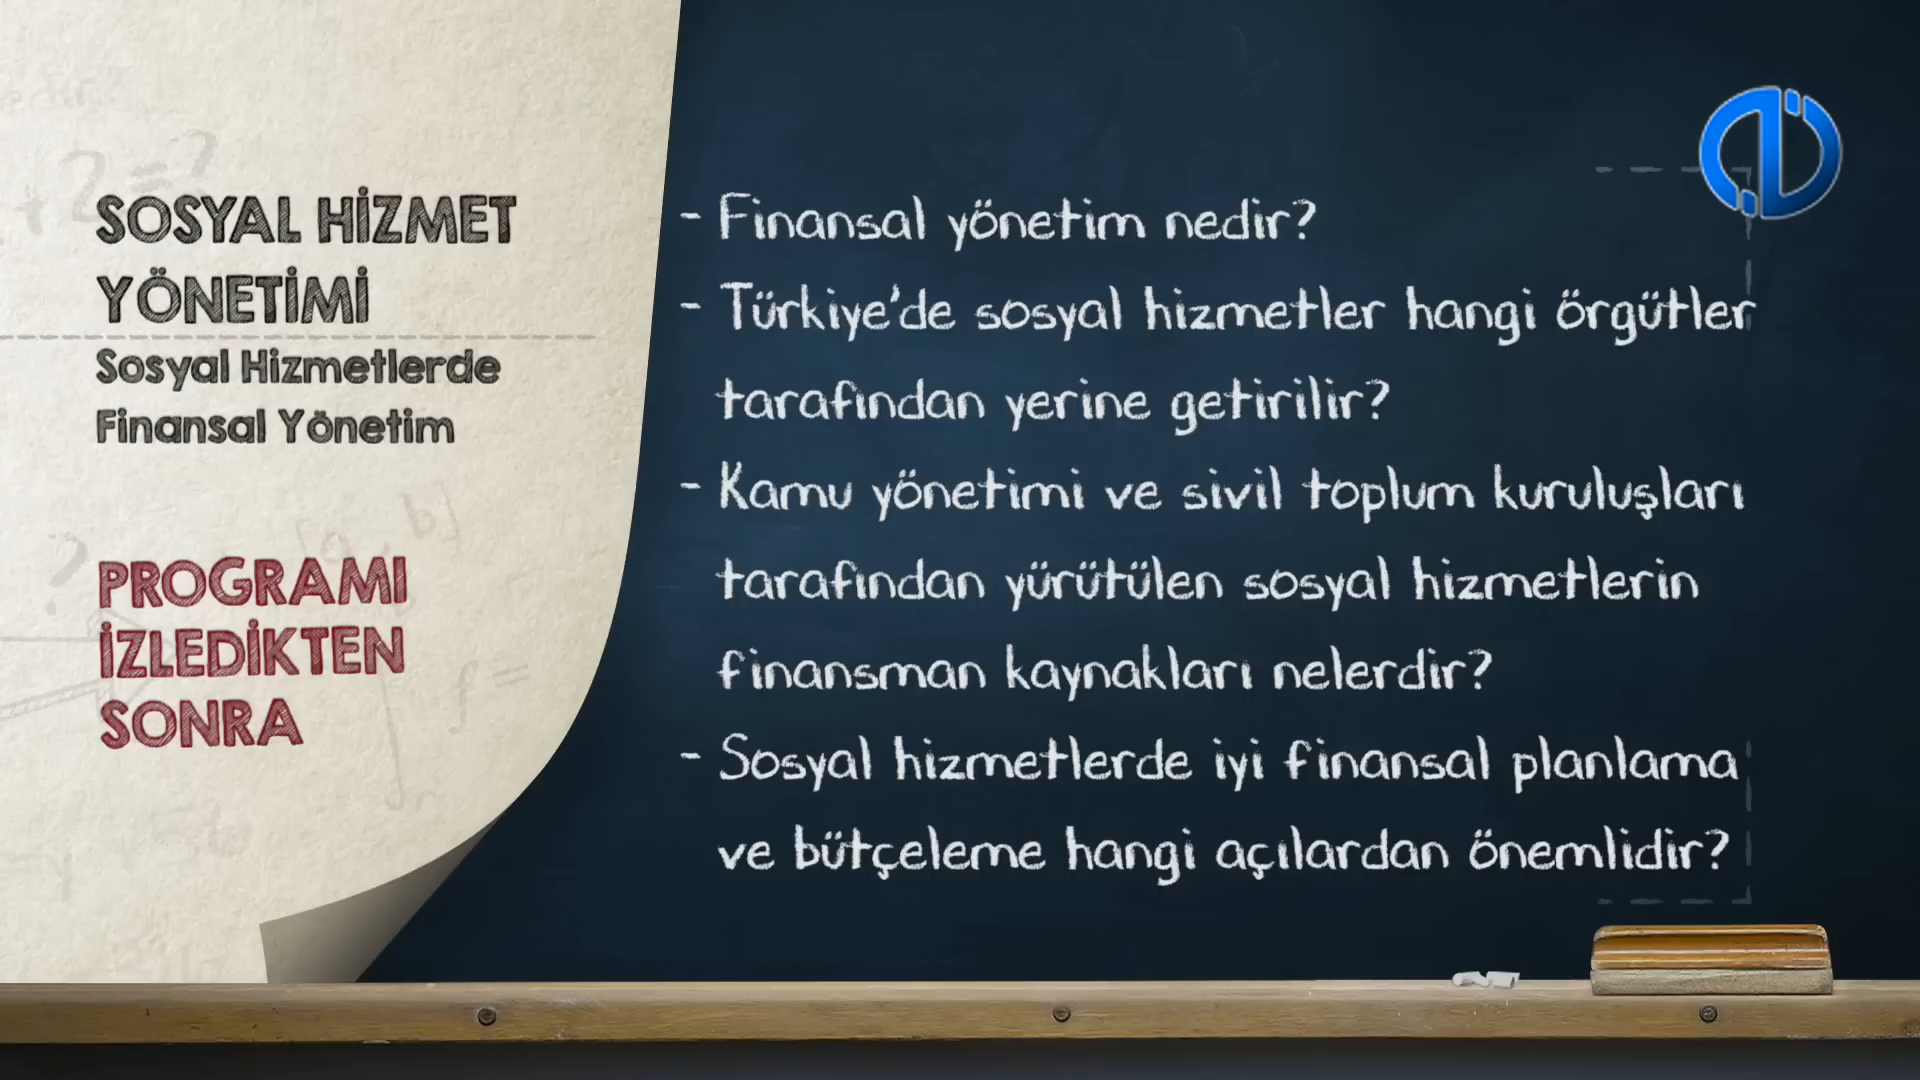 SOSYAL HİZMET
YÖNETİMİ
Sosyal Hizmetlerde
Finansal Yönetim
PROGRAMI
İZLEDİKTEN
SONRA
- Finansal yönetim nedir?
- Türkiye'de sosyal hizmetler hangi örgütler
tarafından yerine getirilir?
- Kamu yönetimi ve sivil toplum kuruluşları
tarafından yürütülen sosyal hizmetlerin
finansman kaynakları nelerdir?
- Sosyal hizmetlerde iyi finansal planlama
ve bütçeleme hangi açılardan önemlidir?